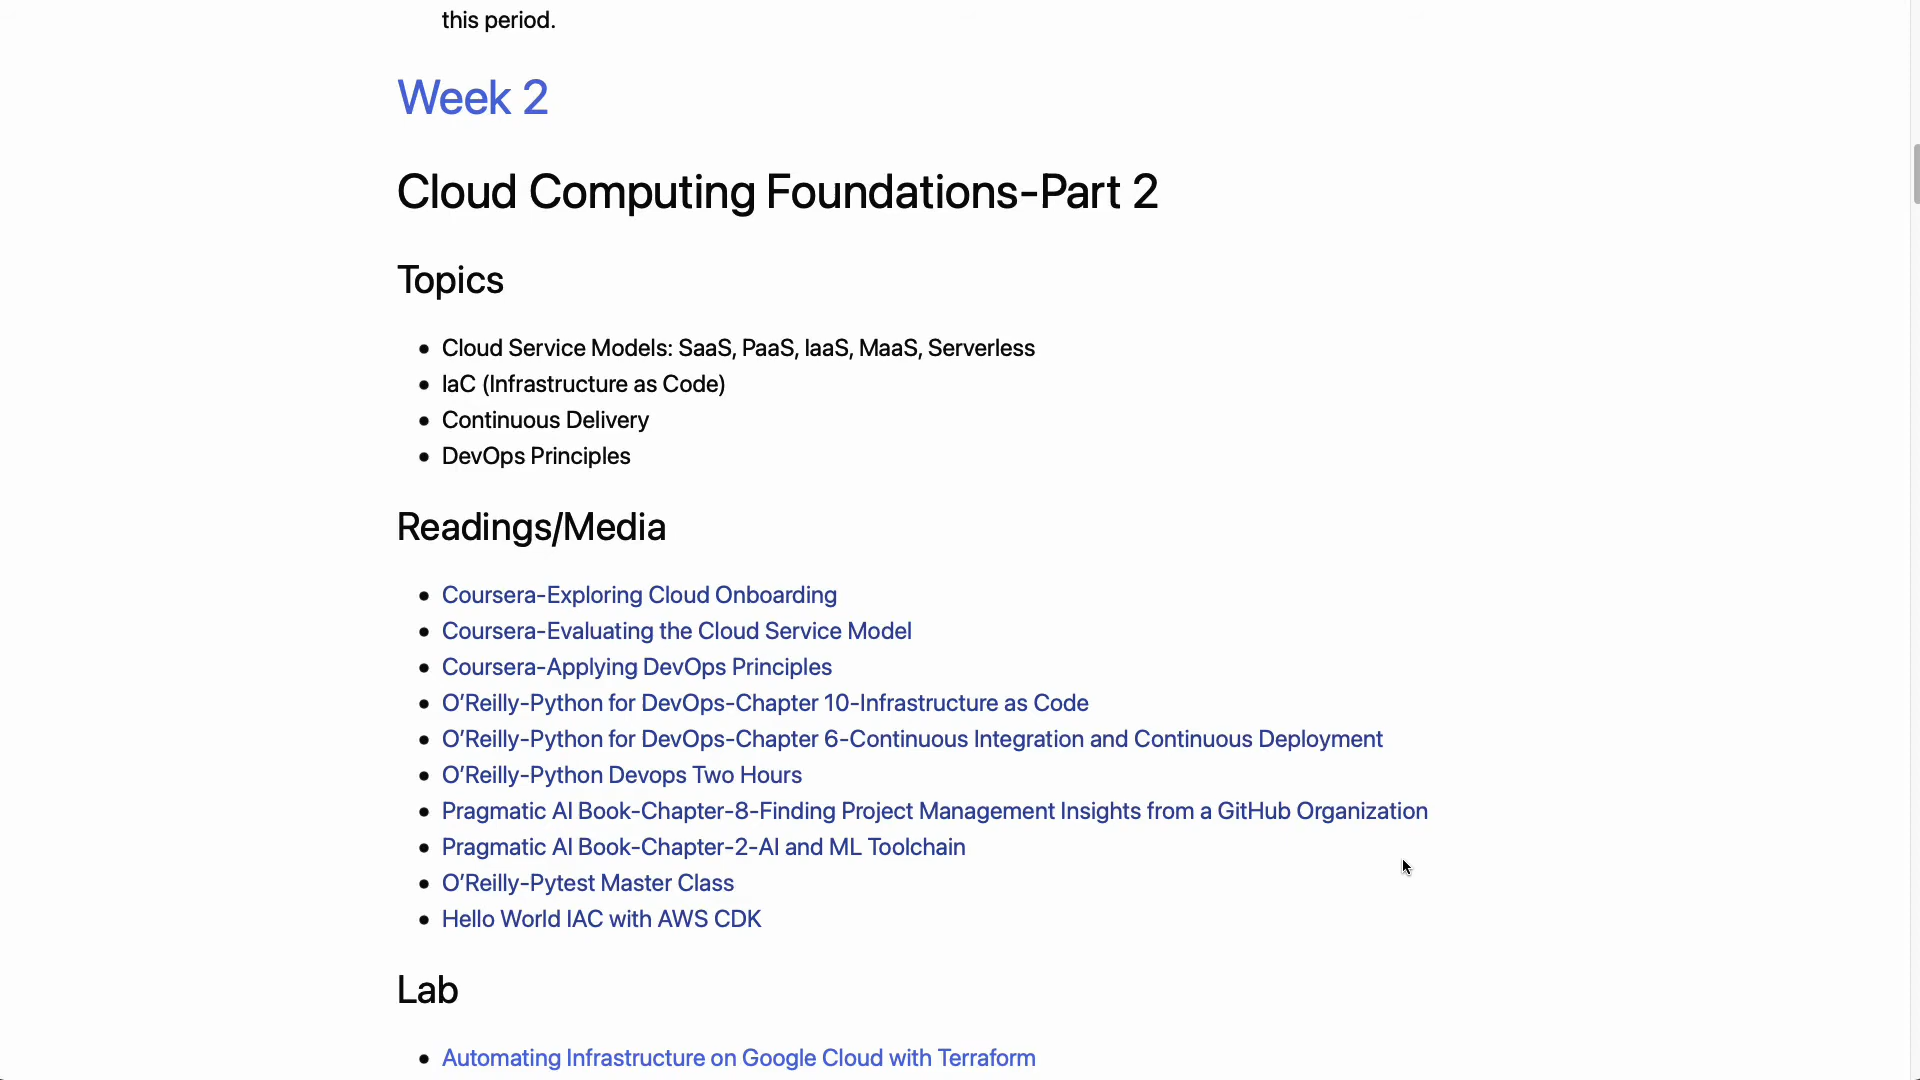 this period.
Week 2
Cloud Computing Foundations-Part 2
Topics
Cloud Service Models: SaaS, PaaS, IaaS, MaaS, Serverless
IaC (Infrastructure as Code)
Continuous Delivery
DevOps Principles
Readings/Media
Coursera-Exploring Cloud Onboarding
Coursera-Evaluating the Cloud Service Model
Coursera-Applying DevOps Principles
O’Reilly-Python for DevOps-Chapter 10-Infrastructure as Code
O’Reilly-Python for DevOps-Chapter 6-Continuous Integration and Continuous Deployment
O’Reilly-Python Devops Two Hours
Pragmatic AI Book-Chapter-8-Finding Project Management Insights from a GitHub Organization
Pragmatic AI Book-Chapter-2-AI and ML Toolchain
O’Reilly-Pytest Master Class
Hello World IAC with AWS CDK
Lab
Automating Infrastructure on Google Cloud with Terraform